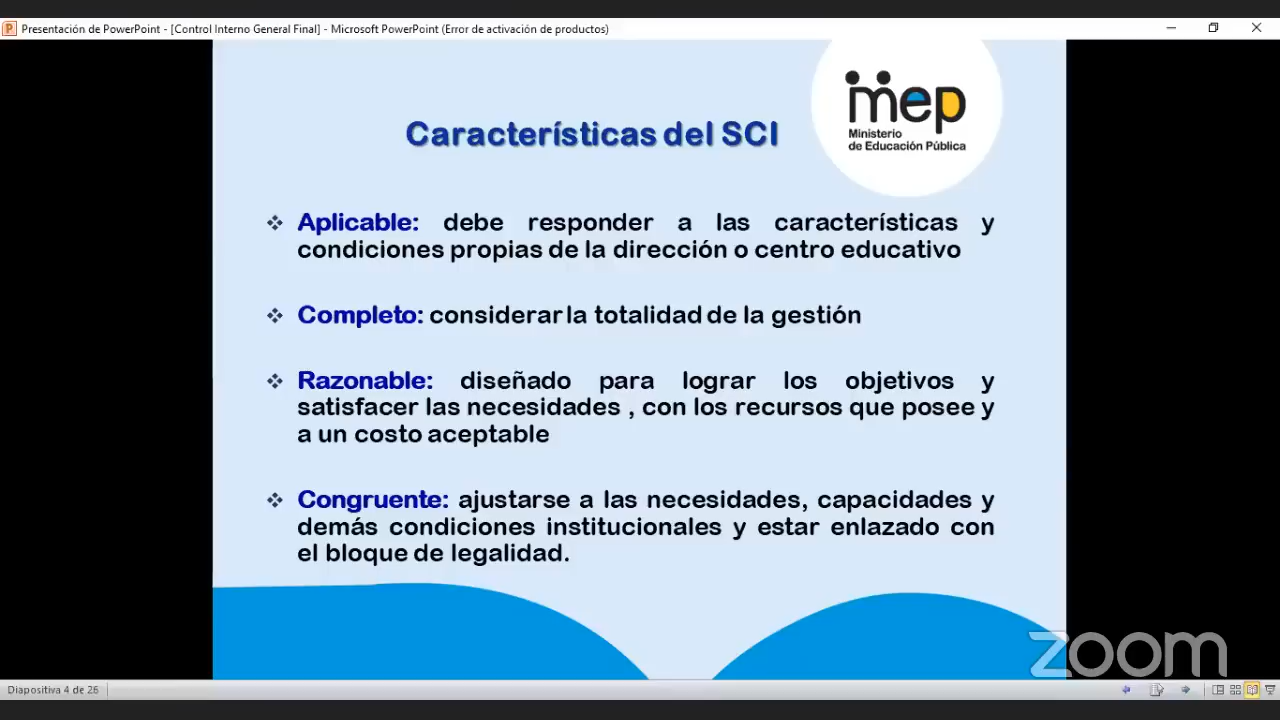 Presentación de PowerPoint - [Control Interno General Final] - Microsoft PowerPoint (Error de activación de productos)
mep
Ministerio
de Educación Pública
Características del SCI
Aplicable: debe responder a las características y
condiciones propias de la dirección o centro educativo
Completo: considerar la totalidad de la gestión
Razonable: diseñado para lograr los objetivos y
satisfacer las necesidades , con los recursos que posee y
a un costo aceptable
Congruente: ajustarse a las necesidades, capacidades y
demás condiciones institucionales y estar enlazado con
el bloque de legalidad.
zoom
Diapositiva 4 de 26